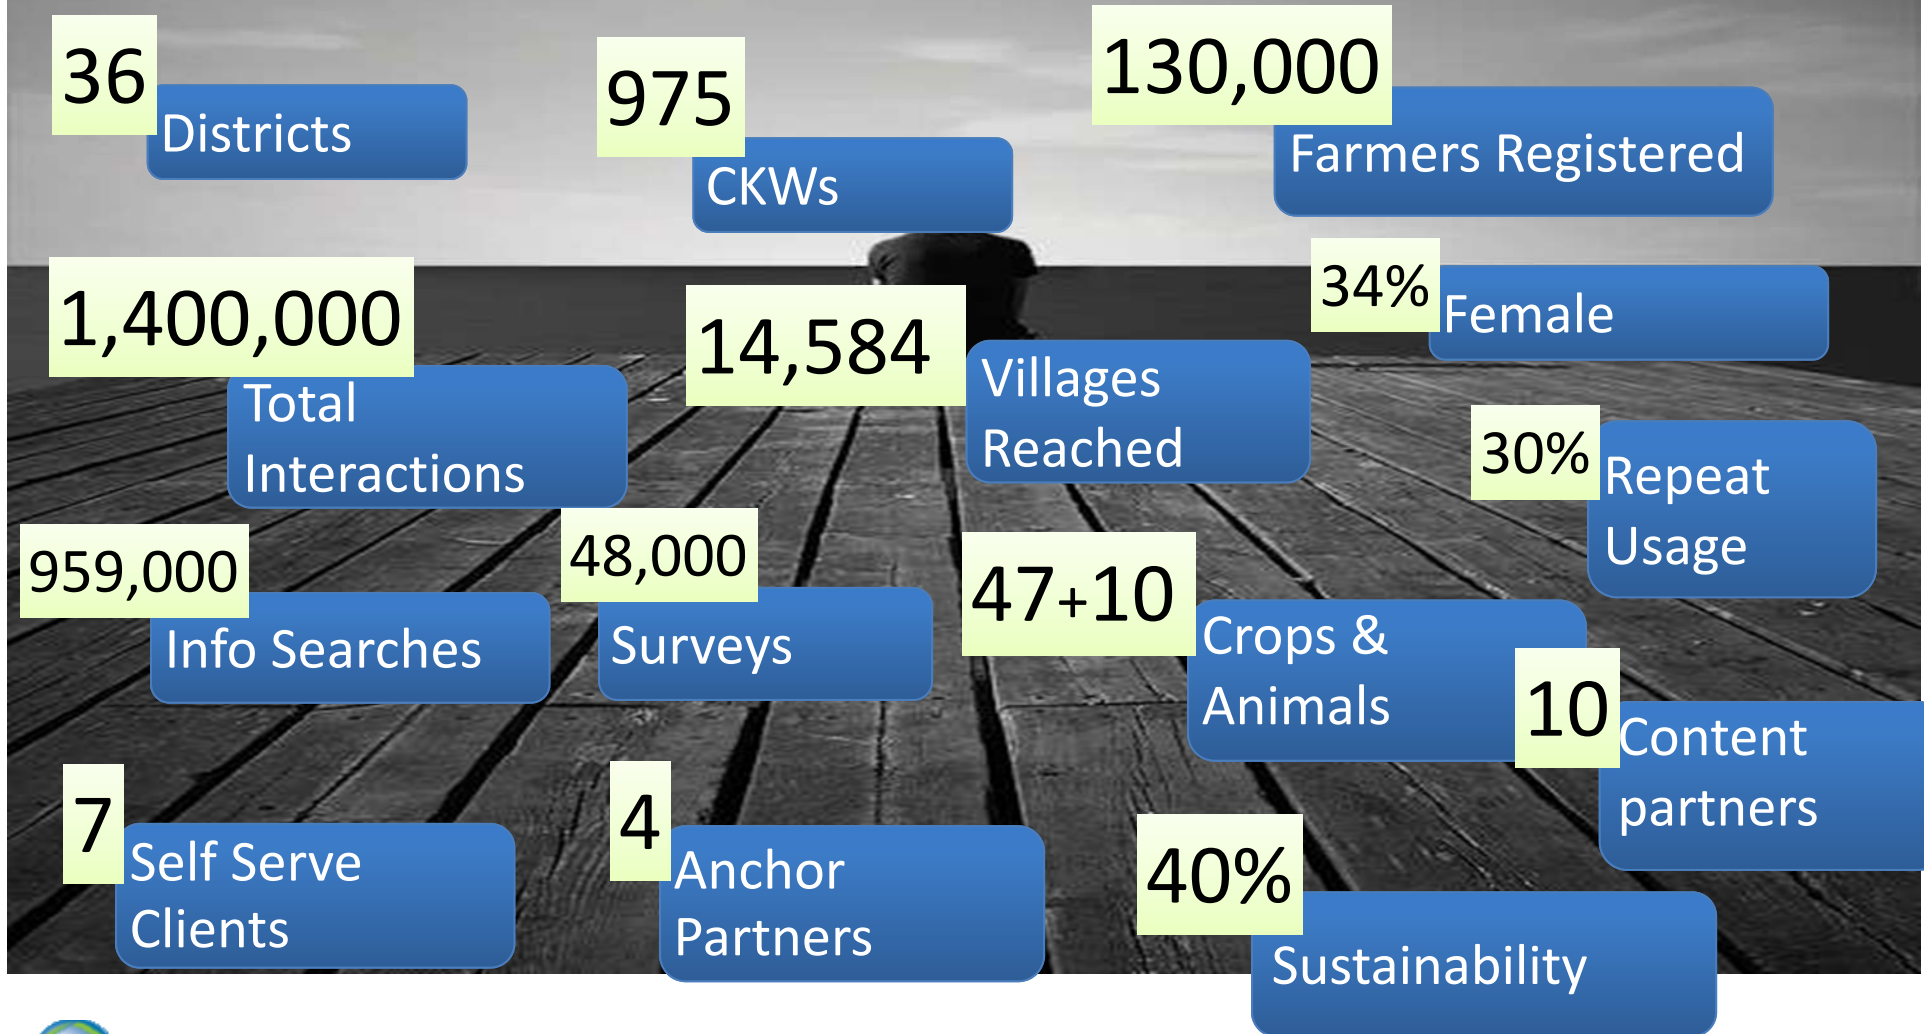 36
Districts
975
CKWs
130,000
Farmers Registered
1,400,000
Total
Interactions
14,584
Villages
Reached
34%
Female
30%
Repeat
Usage
959,000
Info Searches
48,000
Surveys
47+10
Crops &
Animals
10
Content
partners
7
Self Serve
Clients
4
Anchor
Partners
40%
Sustainability